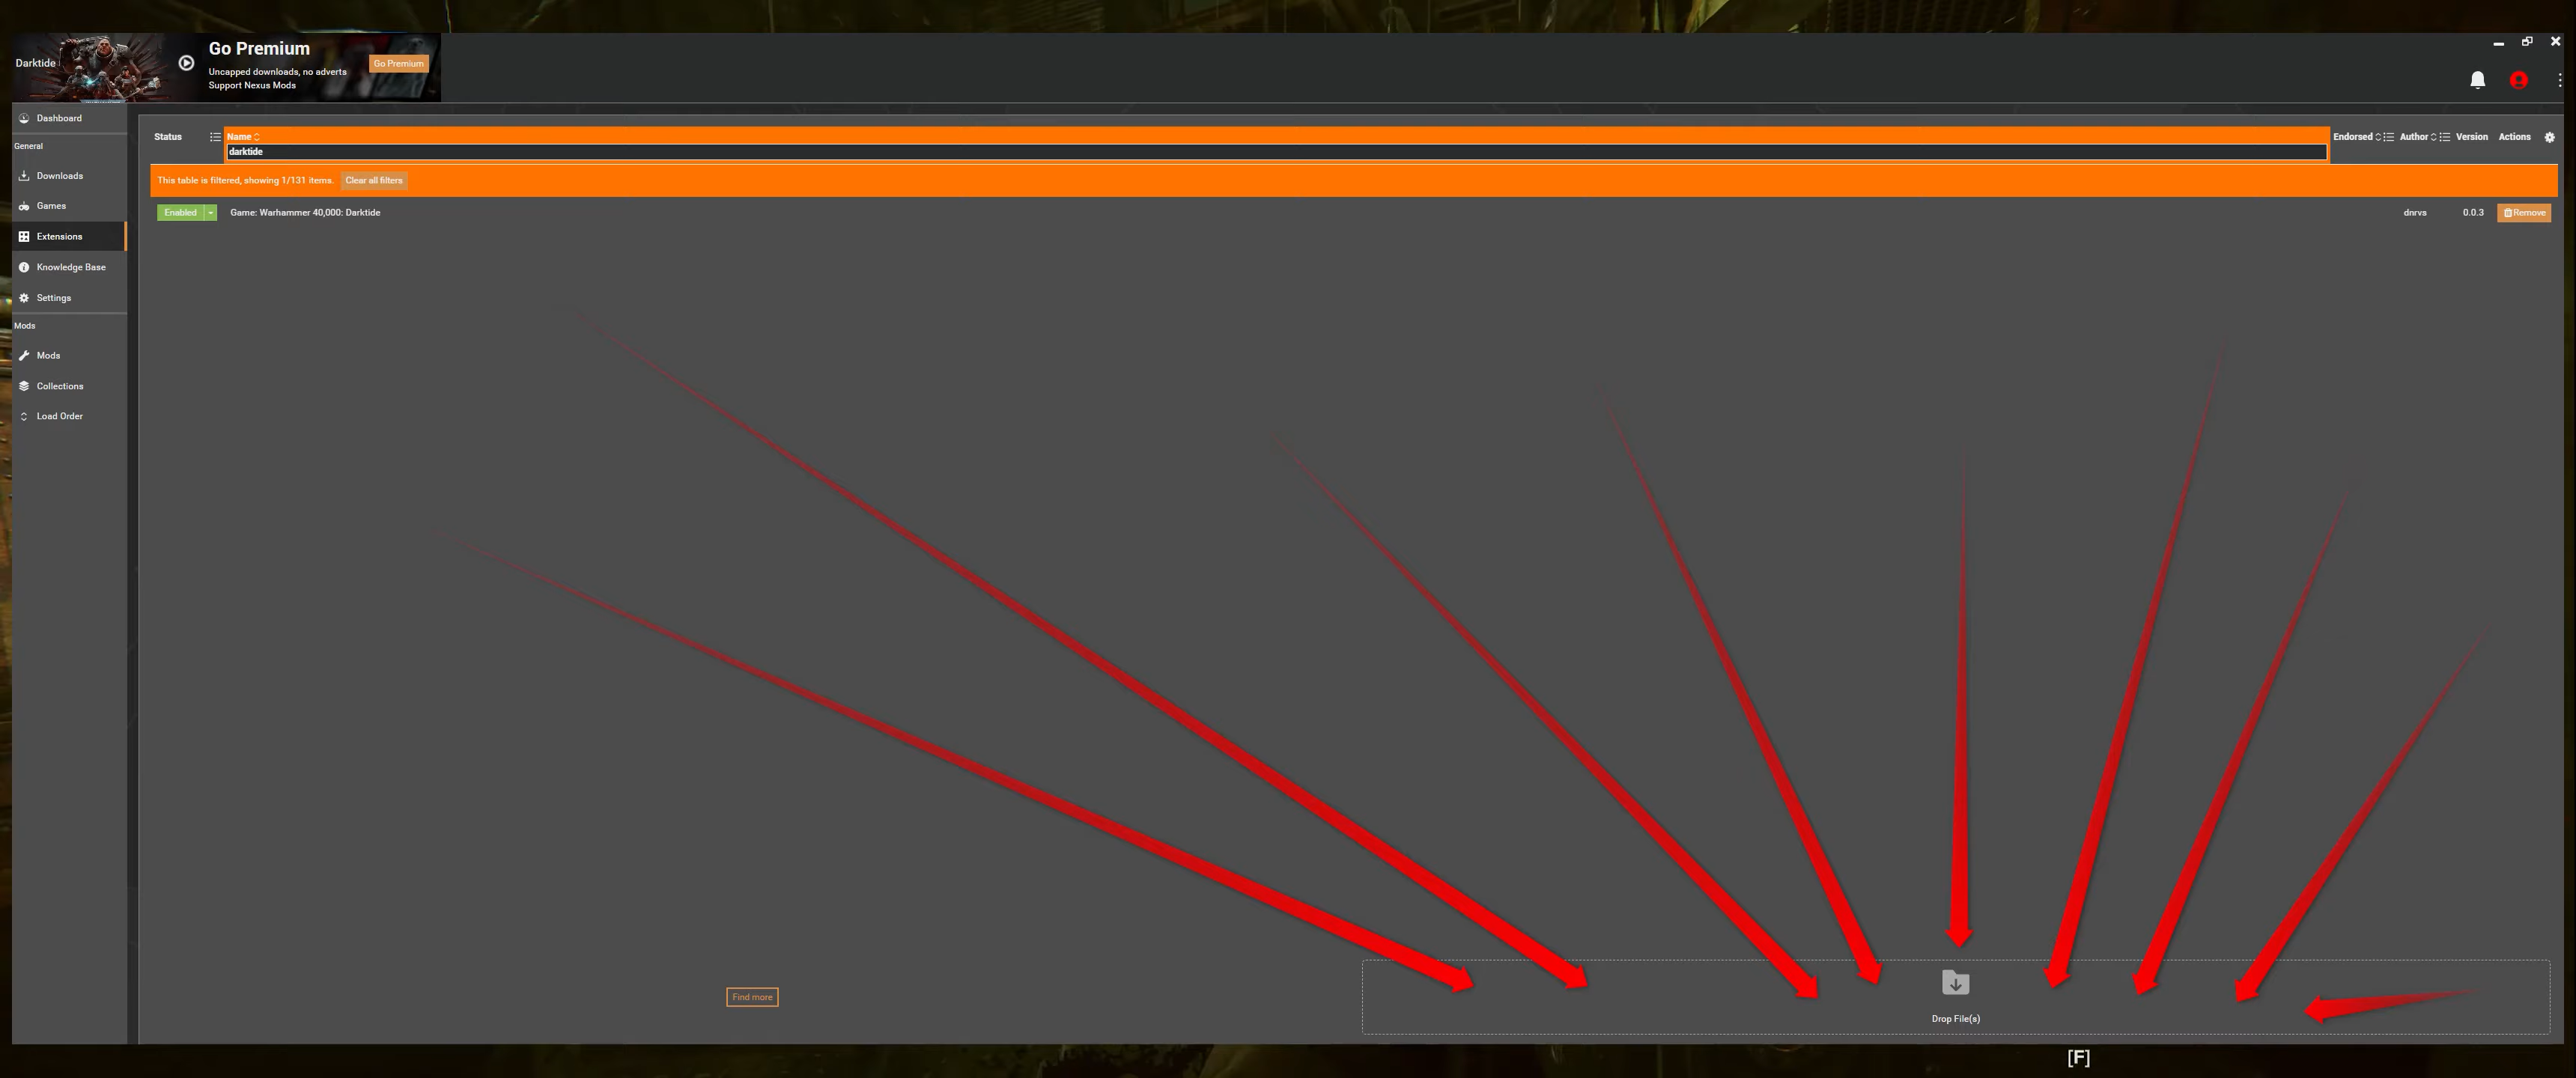 Darktide
Go Premium
Uncapped downloads, no adverts
Support Nexus Mods
Go Premium
Dashboard
General
Downloads
Games
Extensions
Knowledge Base
Settings
Mods
Mods
Collections
Load Order
Status Name Endorsed Author Version Actions
darktide
This table is filtered, showing 1/131 items. Clear all filters
Enabled Game: Warhammer 40,000: Darktide dnrvs 0.0.3 Remove
Find more
Drop File(s)
[F]